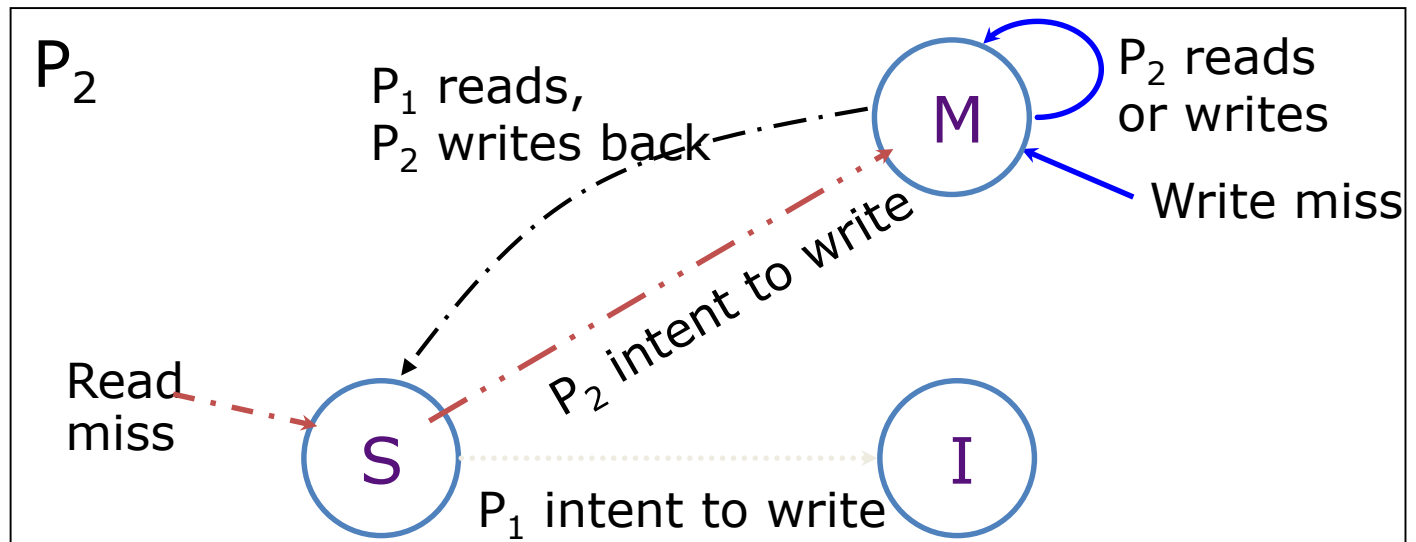 P₂
P₁ reads,
P₂ writes back
M
P₂ reads
or writes
Write miss
P₂ intent to write
Read
miss
S
I
P₁ intent to write